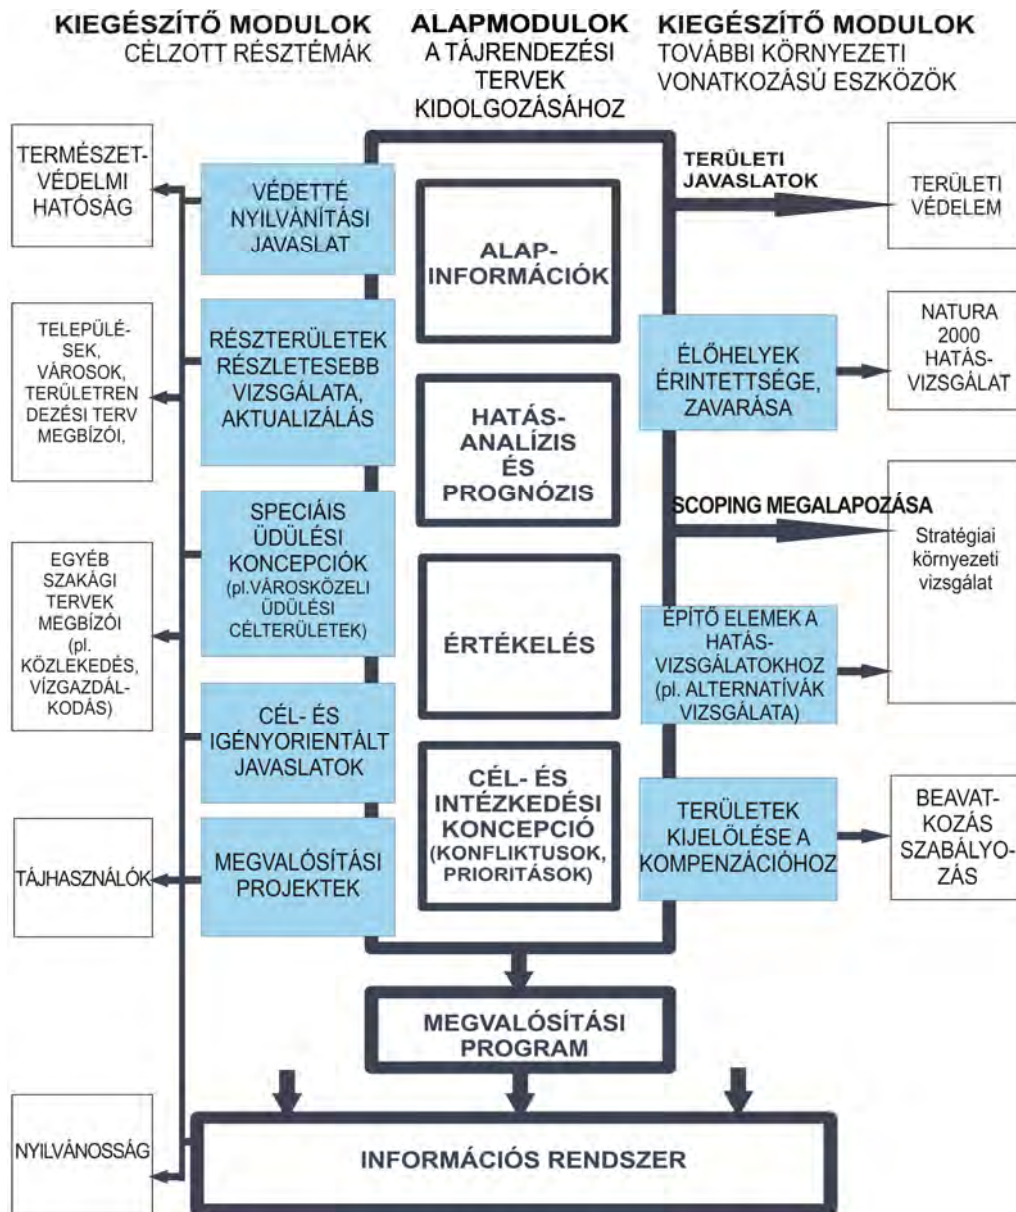 KIEGÉSZÍTŐ MODULOK
CÉLZOTT RÉSZTÉMÁK
ALAPMODULOK
A TÁJRENDEZÉSI
TERVEK
KIDOLGOZÁSÁHOZ
KIEGÉSZÍTŐ MODULOK
TOVÁBBI KÖRNYEZETI
VONATKOZÁSÚ ESZKÖZÖK
TERMÉSZET-
VÉDELMI
HATÓSÁG
TELEPÜLÉ-
SEK,
VÁROSOK,
TERÜLETREN
DEZÉSI TERV
MEGBÍZÓI,
EGYÉB
SZAKÁGI
TERVEK
MEGBÍZÓI
(pl.
KÖZLEKEDÉS,
VÍZGAZDÁL-
KODÁS)
TÁJHASZNÁLÓK
NYILVÁNOSSÁG
VÉDETTÉ
NYILVÁNÍTÁSI
JAVASLAT
RÉSZTERÜLETEK
RÉSZLETESEBB
VIZSGÁLATA,
AKTUALIZÁLÁS
SPECIÁIS
ÜDÜLÉSI
KONCEPCIÓK
(pl.VÁROSKÖZELI
ÜDÜLÉSI
CÉLTERÜLETEK)
CÉL- ÉS
IGÉNYORIENTÁLT
JAVASLATOK
MEGVALÓSÍTÁSI
PROJEKTEK
ALAP-
INFORMÁCIÓK
HATÁS-
ANALÍZIS
ÉS
PROGNÓZIS
ÉRTÉKELÉS
CÉL- ÉS
INTÉZKEDÉSI
KONCEPCIÓ
(KONFLIKTUSOK,
PRIORITÁSOK)
TERÜLETI
JAVASLATOK
TERÜLETI
VÉDELEM
ÉLŐHELYEK
ÉRINTETTSÉGE,
ZAVARÁSA
NATURA
2000
HATÁS-
VIZSGÁLAT
SCOPING MEGALAPOZÁSA
Stratégiai
környezeti
vizsgálat
ÉPÍTŐ ELEMEK A
HATÁS-
VIZSGÁLATOKHOZ
(pl. ALTERNATÍVÁK
VIZSGÁLATA)
TERÜLETEK
KIJELÖLÉSE A
KOMPENZÁCIÓHOZ
BEAVAT-
KOZÁS
SZABÁLYO-
ZÁS
MEGVALÓSÍTÁSI
PROGRAM
INFORMÁCIÓS RENDSZER